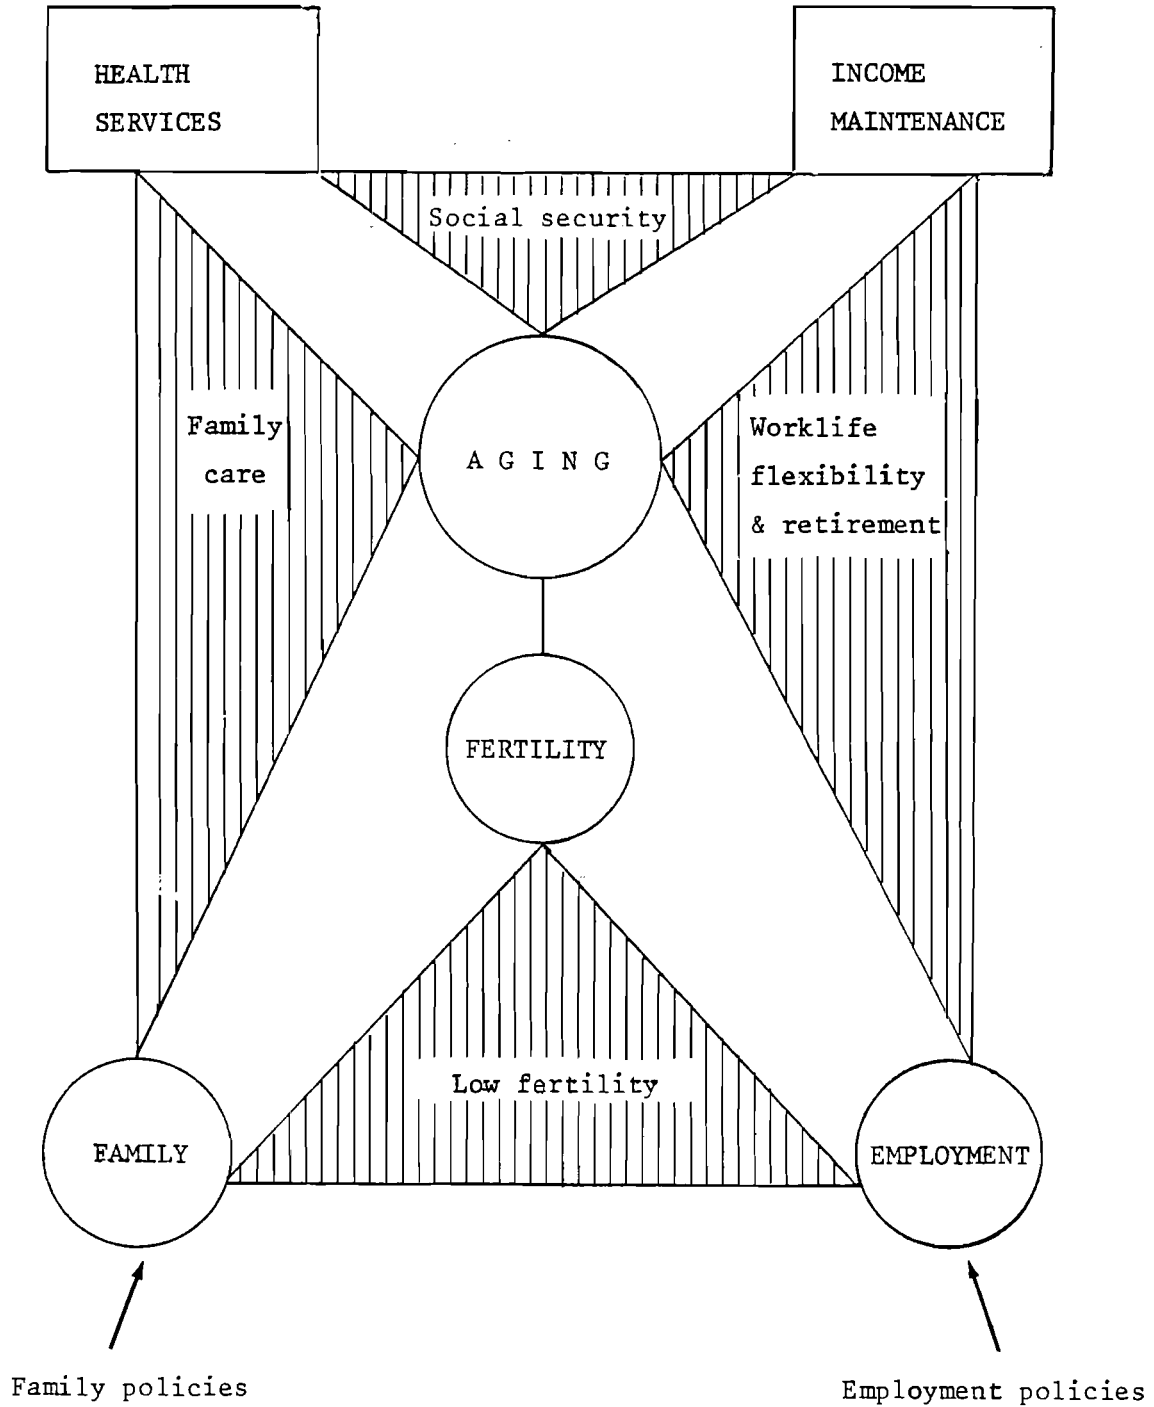 HEALTH
SERVICES
INCOME
MAINTENANCE
Social security
Family
care
A G I N G
Worklife
flexibility
& retirement
FERTILITY
Low fertility
FAMILY
EMPLOYMENT
Family policies
Employment policies